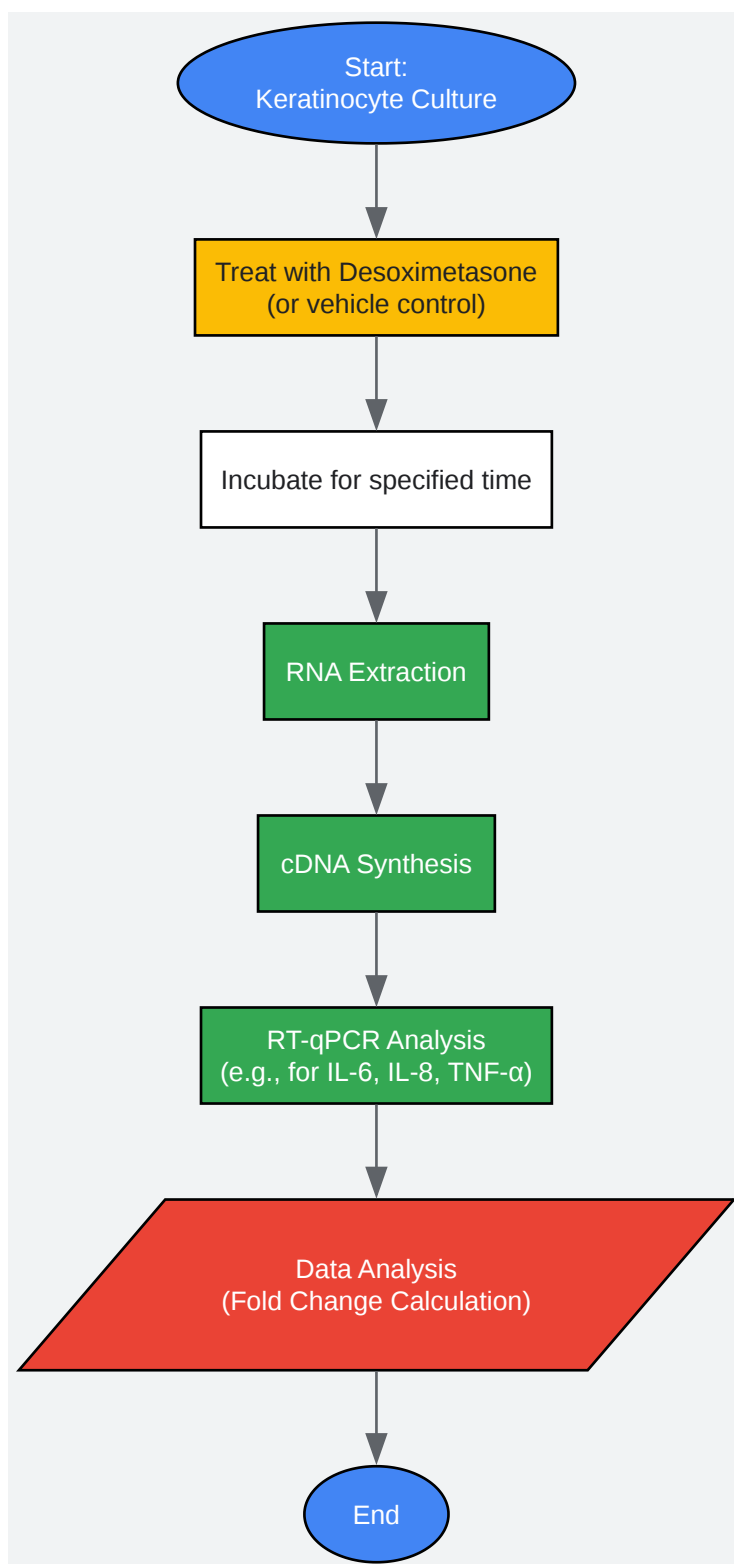 Start:
Keratinocyte Culture
Treat with Desoximetasone
(or vehicle control)
Incubate for specified time
RNA Extraction
cDNA Synthesis
RT-qPCR Analysis
(e.g., for IL-6, IL-8, TNF-α)
Data Analysis
(Fold Change Calculation)
End